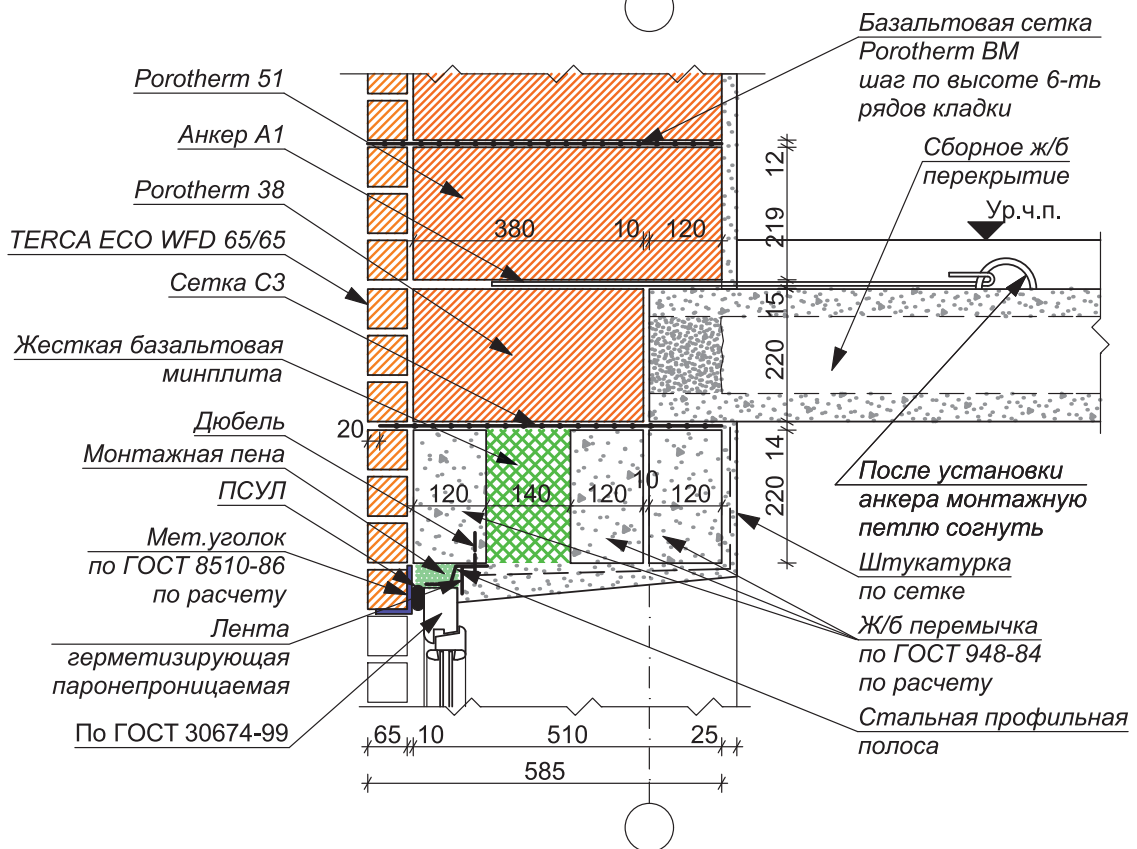 Базальтовая сетка
Porotherm BM
шаг по высоте 6-ть
рядов кладки
Porotherm 51
Анкер А1
Porotherm 38
TERCA ECO WFD 65/65
Сетка С3
Жесткая базальтовая
минплита
Дюбель
Монтажная пена
ПСУЛ
Мет.уголок
по ГОСТ 8510-86
по расчету
Лента
герметизирующая
паронепроницаемая
По ГОСТ 30674-99
Сборное ж/б
перекрытие
Ур.ч.п.
После установки
анкера монтажную
петлю согнуть
Штукатурка
по сетке
Ж/б перемычка
по ГОСТ 948-84
по расчету
Стальная профильная
полоса
380 10 120
12
219
15
220
14
220
20
10
120 140 120 120
65 10 510 25
585